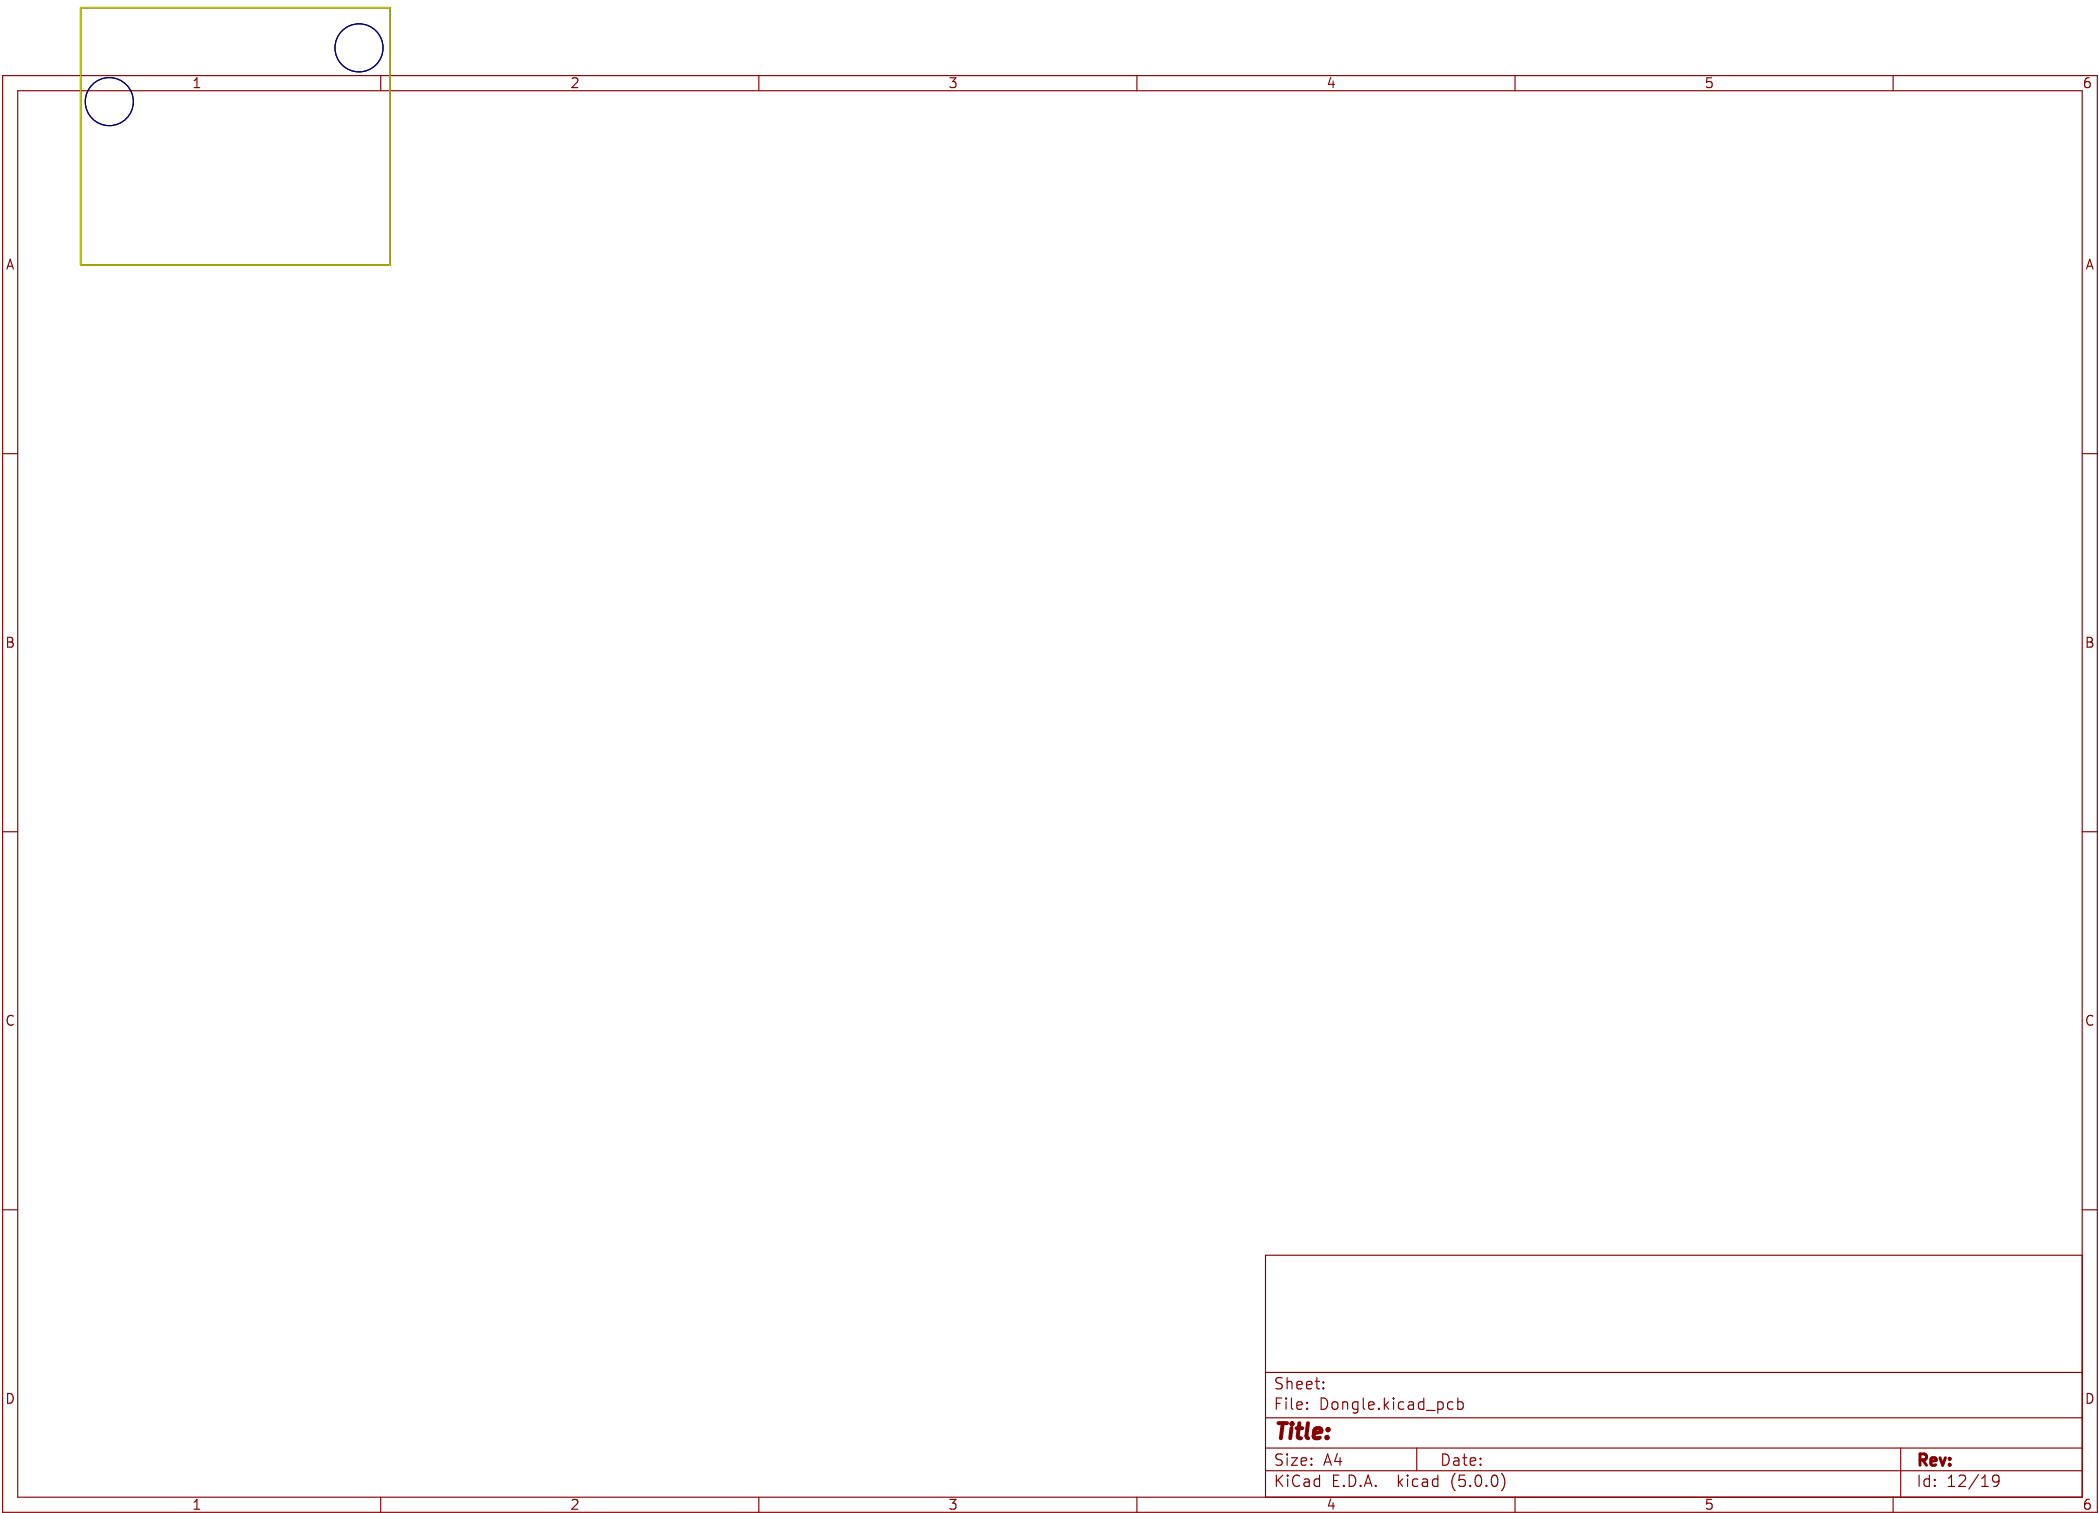 1 2 3 4 5 6
A A
B B
C C
D D
Sheet:
File: Dongle.kicad_pcb
Title:
Size: A4 Date: Rev:
KiCad E.D.A. kicad (5.0.0) Id: 12/19
1 2 3 4 5 6